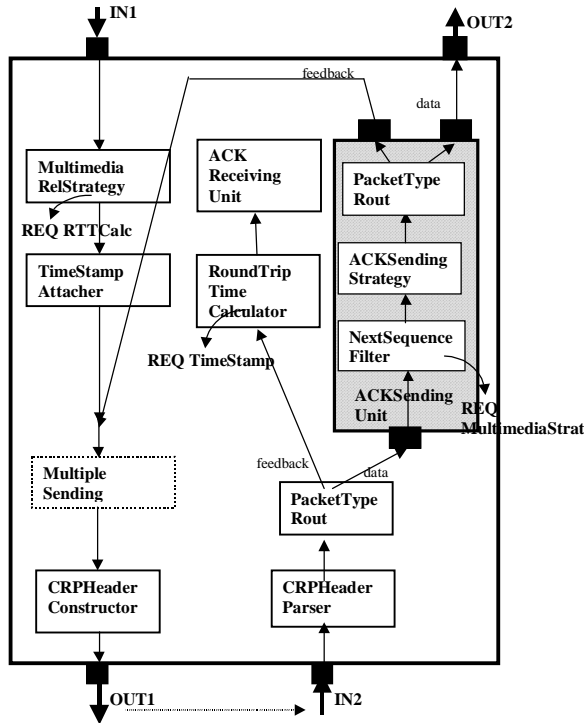 IN1
OUT2
feedback
data
Multimedia
RelStrategy
REQ RTTCalc
TimeStamp
Attacher
ACK
Receiving
Unit
RoundTrip
Time
Calculator
REQ TimeStamp
PacketType
Rout
ACKSending
Strategy
NextSequence
Filter
ACKSending
Unit
REQ
MultimediaStrat
Multiple
Sending
feedback
data
PacketType
Rout
CRPHeader
Constructor
CRPHeader
Parser
OUT1
IN2